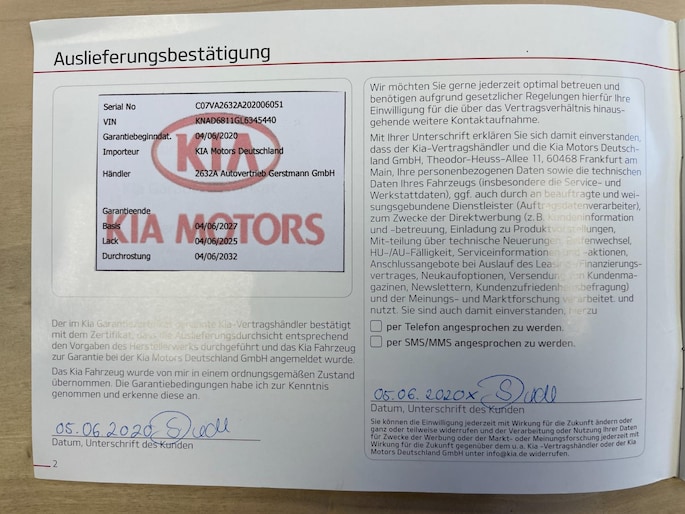 Auslieferungsbestätigung
Serial No C07VA2632A202006051
VIN KNAD6811GL6345440
Garantiebeginndat. 04/06/2020
Importeur KIA Motors Deutschland
Händler 2632A Autovertrieb Gerstmann GmbH
Garantieende
Basis 04/06/2027
Lack 04/06/2025
Durchrostung 04/06/2032
KIA
KIA MOTORS
Der im Kia Kia-Vertragshändler bestätigt
mit dem Zertifikat, Auslieferungsdurchsicht entsprechend
den Vorgaben des Herstellerwerks durchgeführt und das Kia Fahrzeug
zur Garantie bei der Kia Motors Deutschland GmbH angemeldet wurde.
Das Kia Fahrzeug wurde von mir in einem ordnungsgemäßen Zustand
übernommen. Die Garantiebedingungen habe ich zur Kenntnis
genommen und erkenne diese an.
05.06.2020
Datum, Unterschrift des Kunden
2
Wir möchten Sie gerne jederzeit optimal betreuen und
benötigen aufgrund gesetzlicher Regelungen hierfür Ihre
Einwilligung für die über das Vertragsverhältnis hinaus-
gehende weitere Kontaktaufnahme.
Mit Ihrer Unterschrift erklären Sie sich damit einverstanden,
dass der Kia-Vertragshändler und die Kia Motors Deutsch-
land GmbH, Theodor-Heuss-Allee 11, 60468 Frankfurt am
Main, Ihre personenbezogenen Daten sowie die technischen
Daten Ihres Fahrzeugs (insbesondere die Service- und
Werkstattdaten), ggf. auch durch an beauftragte und wei-
sungsgebundene Dienstleister (Auftragsdatenverarbeiter),
zum Zwecke der Direktwerbung (z. B. Kundeninformation
und -betreuung, Einladung zu Produktvorstellungen,
Mit-teilung über technische Neuerungen, Reifenwechsel,
HU-/AU-Fälligkeit, Serviceinformationen und -aktionen,
Anschlussangebote bei Auslauf des Leasing-/Finanzierungs-
vertrages, Neukaufoptionen, Versendung von Kundenma-
gazinen, Newslettern, Kundenzufriedenheitsbefragung)
und der Meinungs- und Marktforschung verarbeitet und
nutzt. Sie sind auch damit einverstanden, hierzu
per Telefon angesprochen zu werden.
per SMS/MMS angesprochen zu werden.
05.06.2020 x
Datum, Unterschrift des Kunden
Sie können die Einwilligung jederzeit mit Wirkung für die Zukunft ändern oder
ganz oder teilweise widerrufen und der Verarbeitung oder Nutzung Ihrer Daten
für Zwecke der Werbung oder der Markt- oder Meinungsforschung jederzeit mit
Wirkung für die Zukunft gegenüber dem u. a. Kia -Vertragshändler oder der Kia
Motors Deutschland GmbH unter info@kia.de widerrufen.